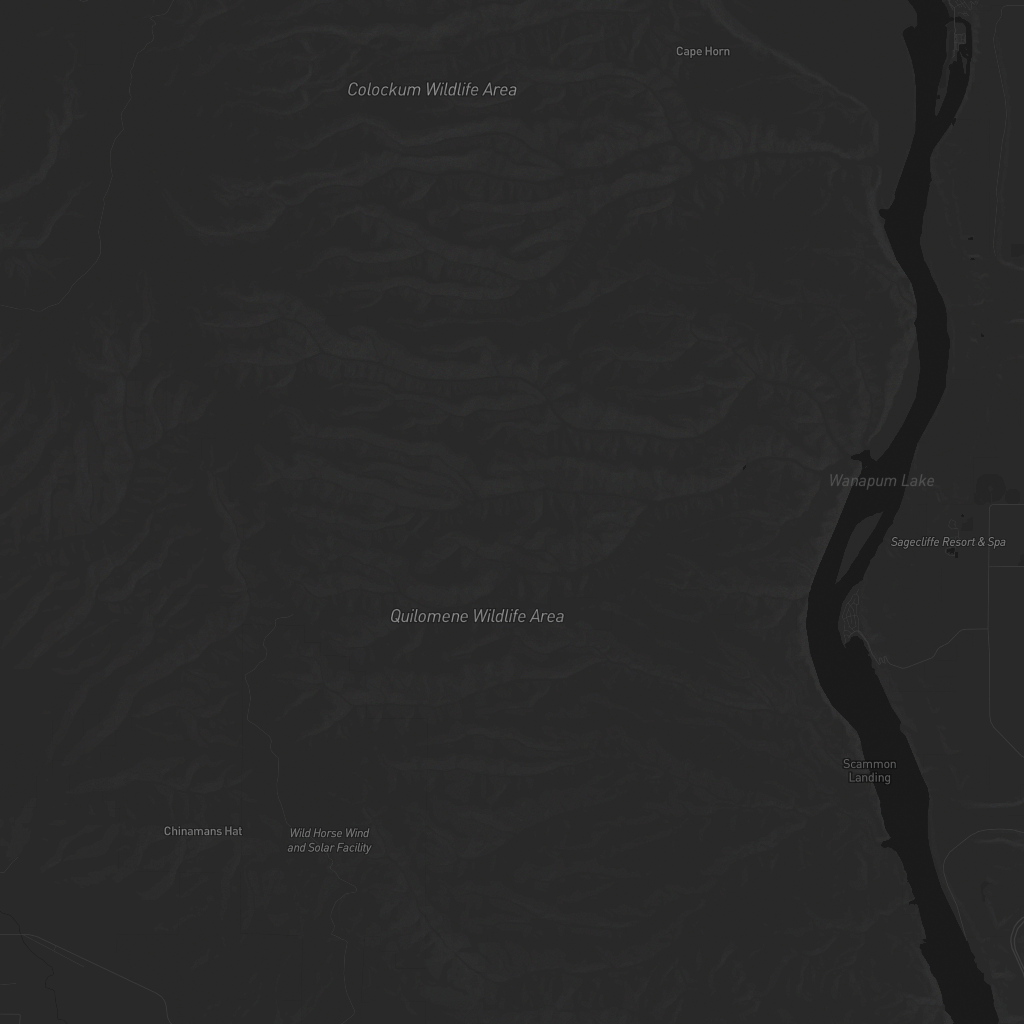 Cape Horn
Colockum Wildlife Area
Wanapum Lake
Sagecliffe Resort & Spa
Quilomene Wildlife Area
Scammon
Landing
Chinamans Hat
Wild Horse Wind
and Solar Facility